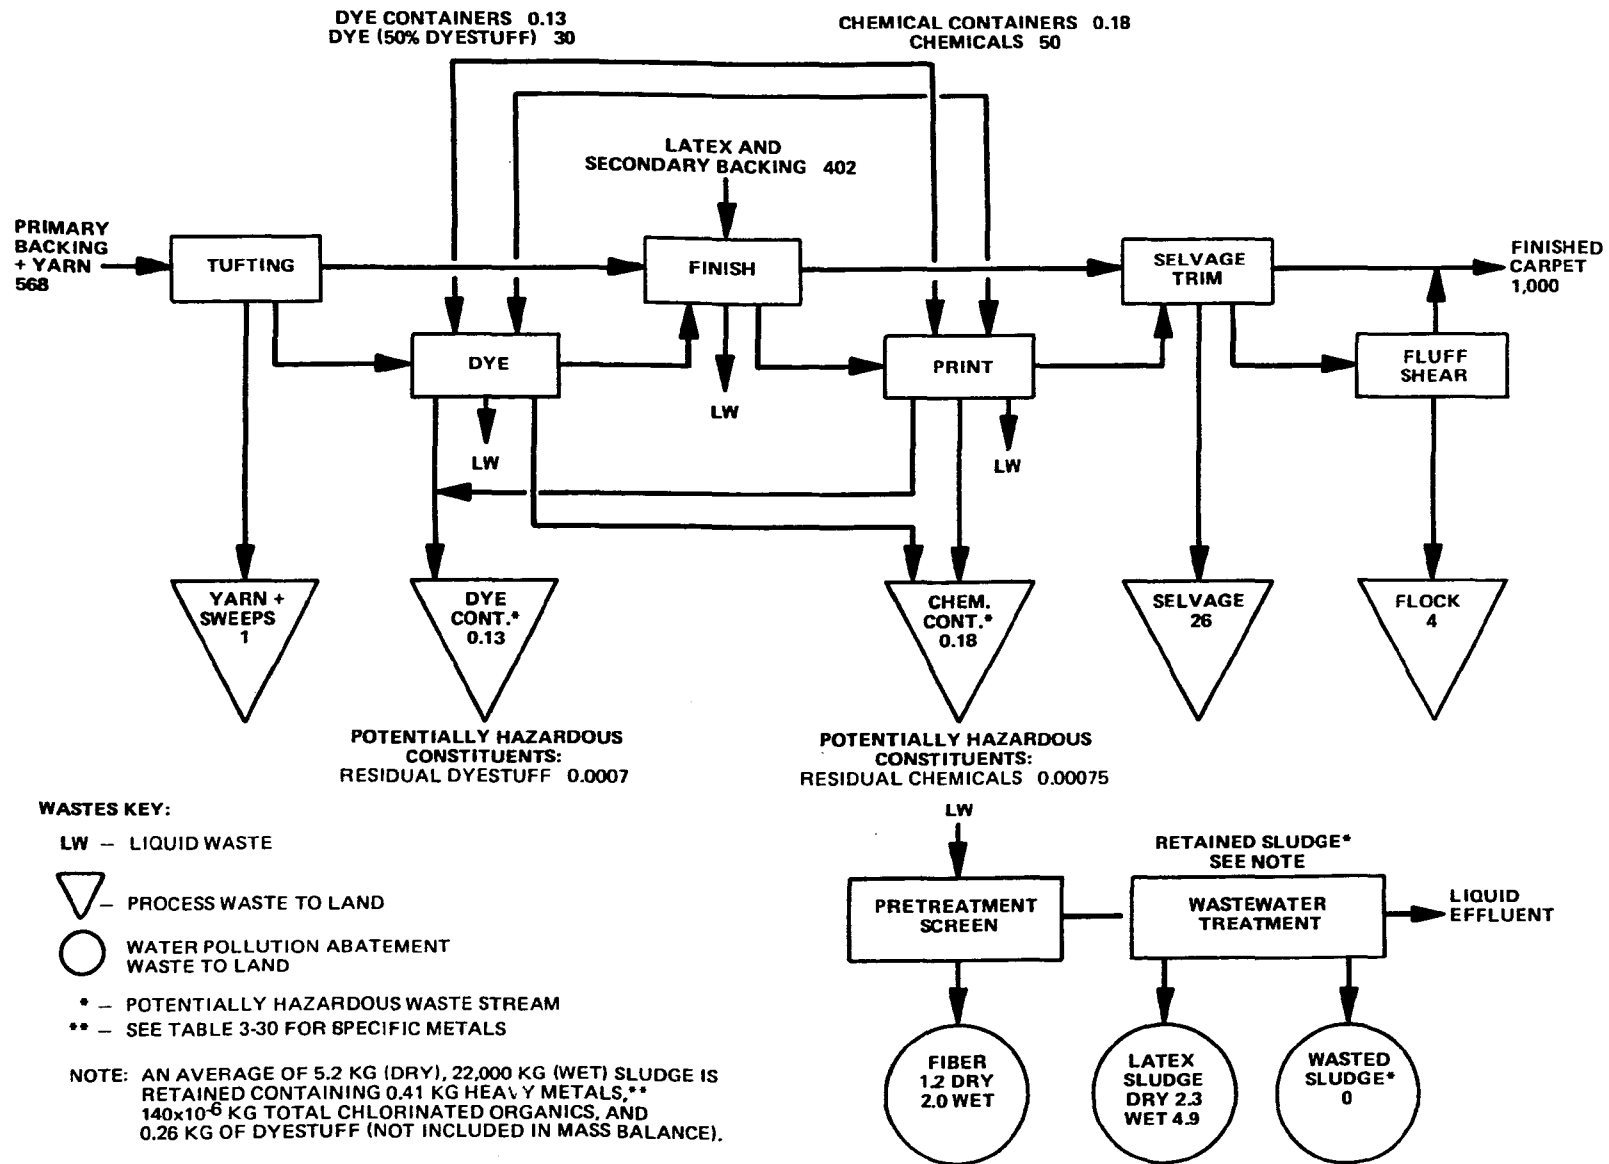 DYE CONTAINERS 0.13
DYE (50% DYESTUFF) 30
CHEMICAL CONTAINERS 0.18
CHEMICALS 50
LATEX AND
SECONDARY BACKING 402
PRIMARY
BACKING
+ YARN
568
TUFTING
FINISH
SELVAGE
TRIM
FINISHED
CARPET
1,000
DYE
PRINT
FLUFF
SHEAR
LW
LW
LW
YARN +
SWEEPS
1
DYE
CONT.*
0.13
CHEM.
CONT.*
0.18
SELVAGE
26
FLOCK
4
POTENTIALLY HAZARDOUS
CONSTITUENTS:
RESIDUAL DYESTUFF 0.0007
POTENTIALLY HAZARDOUS
CONSTITUENTS:
RESIDUAL CHEMICALS 0.00075
WASTES KEY:
LW – LIQUID WASTE
– PROCESS WASTE TO LAND
WATER POLLUTION ABATEMENT
WASTE TO LAND
* – POTENTIALLY HAZARDOUS WASTE STREAM
** – SEE TABLE 3-30 FOR SPECIFIC METALS
NOTE: AN AVERAGE OF 5.2 KG (DRY), 22,000 KG (WET) SLUDGE IS
RETAINED CONTAINING 0.41 KG HEAVY METALS,**
140x10-6 KG TOTAL CHLORINATED ORGANICS, AND
0.26 KG OF DYESTUFF (NOT INCLUDED IN MASS BALANCE).
LW
PRETREATMENT
SCREEN
RETAINED SLUDGE*
SEE NOTE
WASTEWATER
TREATMENT
LIQUID
EFFLUENT
FIBER
1.2 DRY
2.0 WET
LATEX
SLUDGE
DRY 2.3
WET 4.9
WASTED
SLUDGE*
0